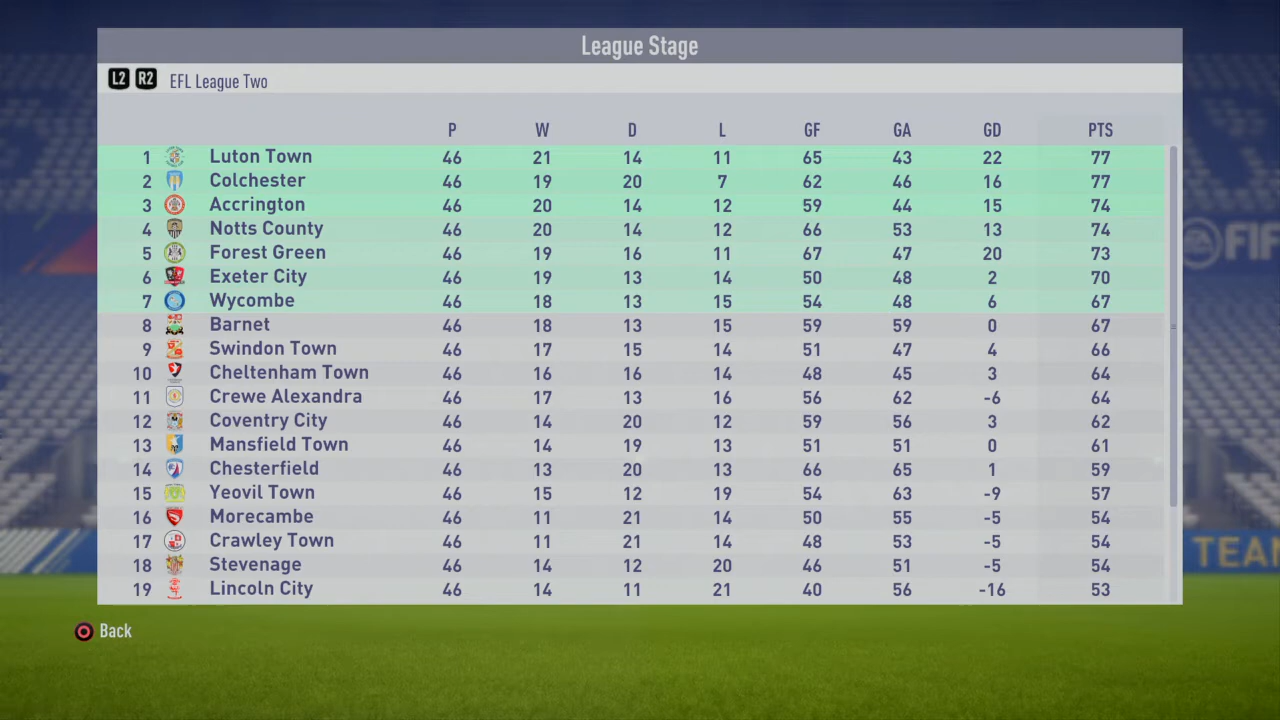 League Stage
L2 R2 EFL League Two
P W D L GF GA GD PTS
1 Luton Town 46 21 14 11 65 43 22 77
2 Colchester 46 19 20 7 62 46 16 77
3 Accrington 46 20 14 12 59 44 15 74
4 Notts County 46 20 14 12 66 53 13 74
5 Forest Green 46 19 16 11 67 47 20 73
6 Exeter City 46 19 13 14 50 48 2 70
7 Wycombe 46 18 13 15 54 48 6 67
8 Barnet 46 18 13 15 59 59 0 67
9 Swindon Town 46 17 15 14 51 47 4 66
10 Cheltenham Town 46 16 16 14 48 45 3 64
11 Crewe Alexandra 46 17 13 16 56 62 -6 64
12 Coventry City 46 14 20 12 59 56 3 62
13 Mansfield Town 46 14 19 13 51 51 0 61
14 Chesterfield 46 13 20 13 66 65 1 59
15 Yeovil Town 46 15 12 19 54 63 -9 57
16 Morecambe 46 11 21 14 50 55 -5 54
17 Crawley Town 46 11 21 14 48 53 -5 54
18 Stevenage 46 14 12 20 46 51 -5 54
19 Lincoln City 46 14 11 21 40 56 -16 53
Back
EA FIF
TEAM